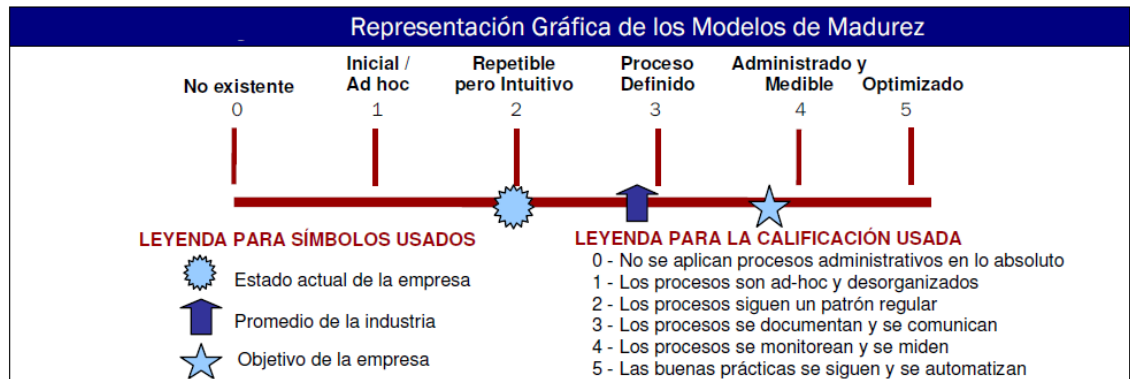 Representación Gráfica de los Modelos de Madurez
No existente
0
Inicial /
Ad hoc
1
Repetible
pero Intuitivo
2
Proceso
Definido
3
Administrado y
Medible
4
Optimizado
5
LEYENDA PARA SÍMBOLOS USADOS
Estado actual de la empresa
Promedio de la industria
Objetivo de la empresa
LEYENDA PARA LA CALIFICACIÓN USADA
0 - No se aplican procesos administrativos en lo absoluto
1 - Los procesos son ad-hoc y desorganizados
2 - Los procesos siguen un patrón regular
3 - Los procesos se documentan y se comunican
4 - Los procesos se monitorean y se miden
5 - Las buenas prácticas se siguen y se automatizan